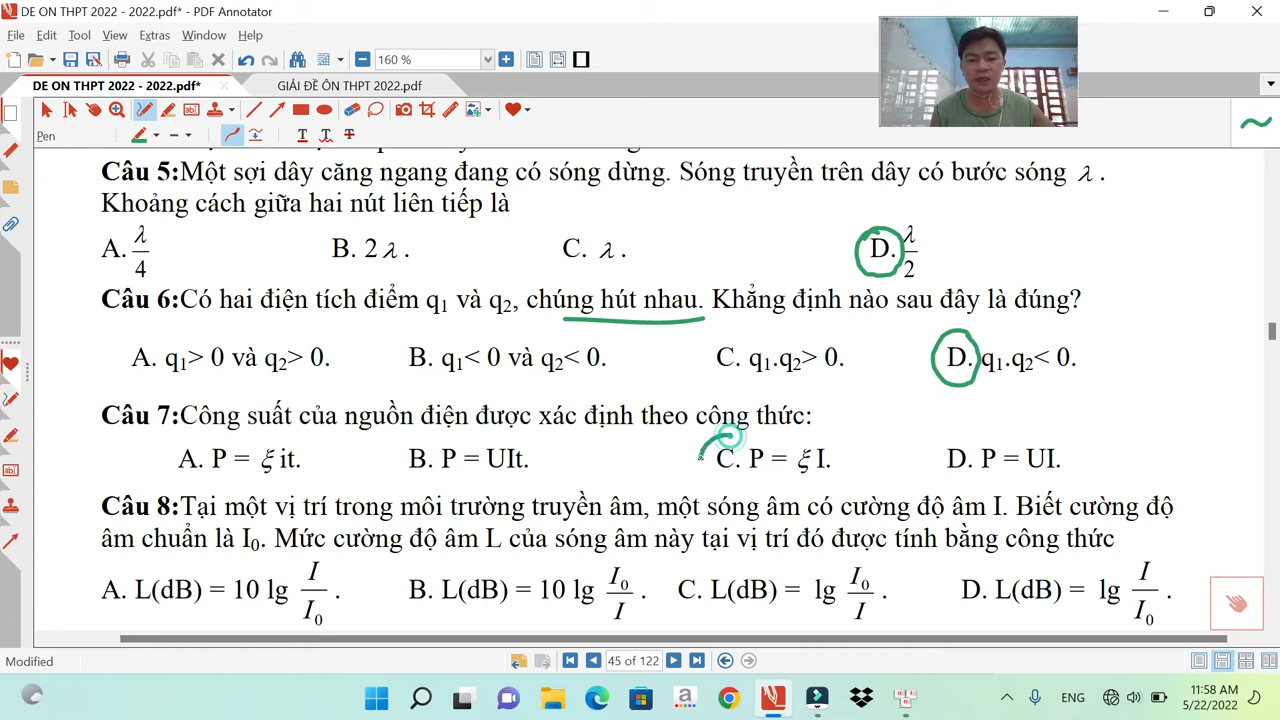 DE ON THPT 2022 - 2022.pdf* - PDF Annotator
File Edit Tool View Extras Window Help
160 %
DE ON THPT 2022 - 2022.pdf* GIẢI ĐỀ ÔN THPT 2022.pdf
Pen
Câu 5:Một sợi dây căng ngang đang có sóng dừng. Sóng truyền trên dây có bước sóng λ .
Khoảng cách giữa hai nút liên tiếp là
A. λ/4 B. 2λ . C. λ . D. λ/2
Câu 6:Có hai điện tích điểm q₁ và q₂, chúng hút nhau. Khẳng định nào sau đây là đúng?
A. q₁> 0 và q₂> 0. B. q₁< 0 và q₂< 0. C. q₁.q₂> 0. D. q₁.q₂< 0.
Câu 7:Công suất của nguồn điện được xác định theo công thức:
A. P = ξ it. B. P = UIt. C. P = ξ I. D. P = UI.
Câu 8:Tại một vị trí trong môi trường truyền âm, một sóng âm có cường độ âm I. Biết cường độ
âm chuẩn là I₀. Mức cường độ âm L của sóng âm này tại vị trí đó được tính bằng công thức
A. L(dB) = 10 lg I/I₀ . B. L(dB) = 10 lg I₀/I . C. L(dB) = lg I₀/I . D. L(dB) = lg I/I₀ .
45 of 122
Modified
ENG
11:58 AM
5/22/2022